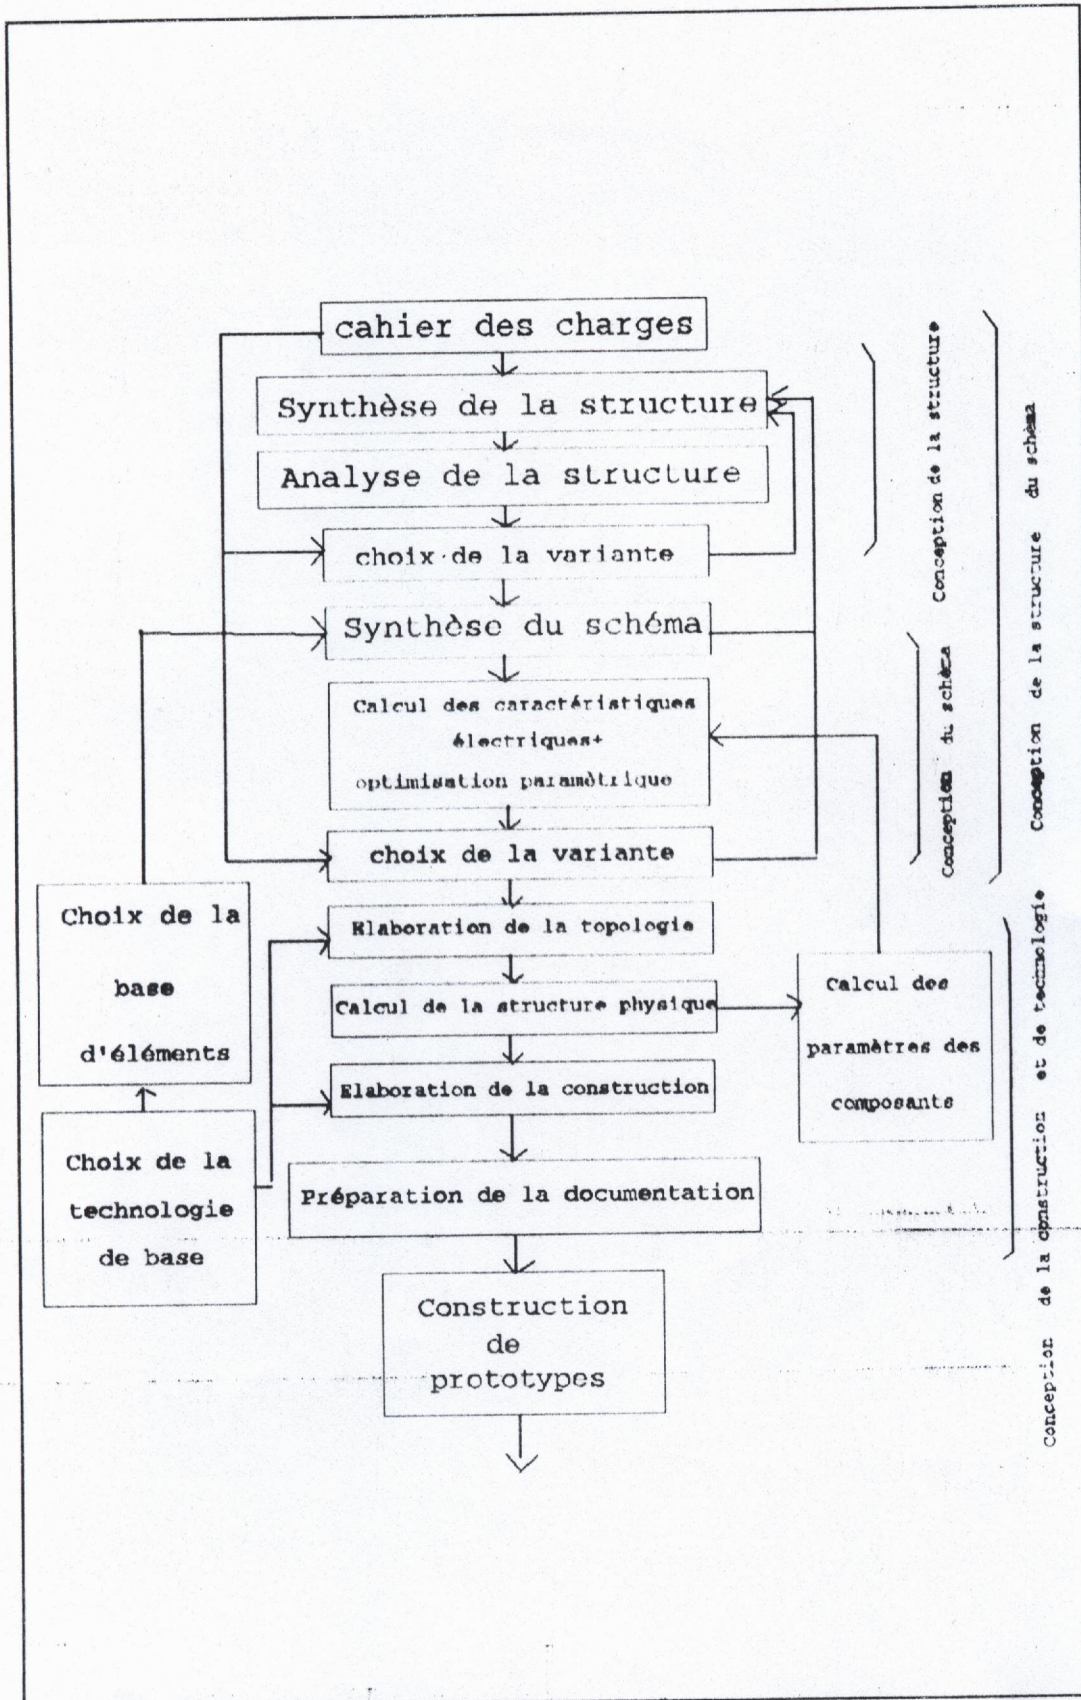 cahier des charges
Synthèse de la structure
Analyse de la structure
choix de la variante
Synthèse du schéma
Calcul des caractéristiques
électriques+
optimisation paramètrique
choix de la variante
Elaboration de la topologie
Calcul de la structure physique
Elaboration de la construction
Préparation de la documentation
Construction
de
prototypes
Choix de la
base
d'éléments
Choix de la
technologie
de base
Calcul des
paramètres des
composants
Conception de la structure
Conception du schèma
Conception de la structure du schèma
Conception de la construction et de technologie